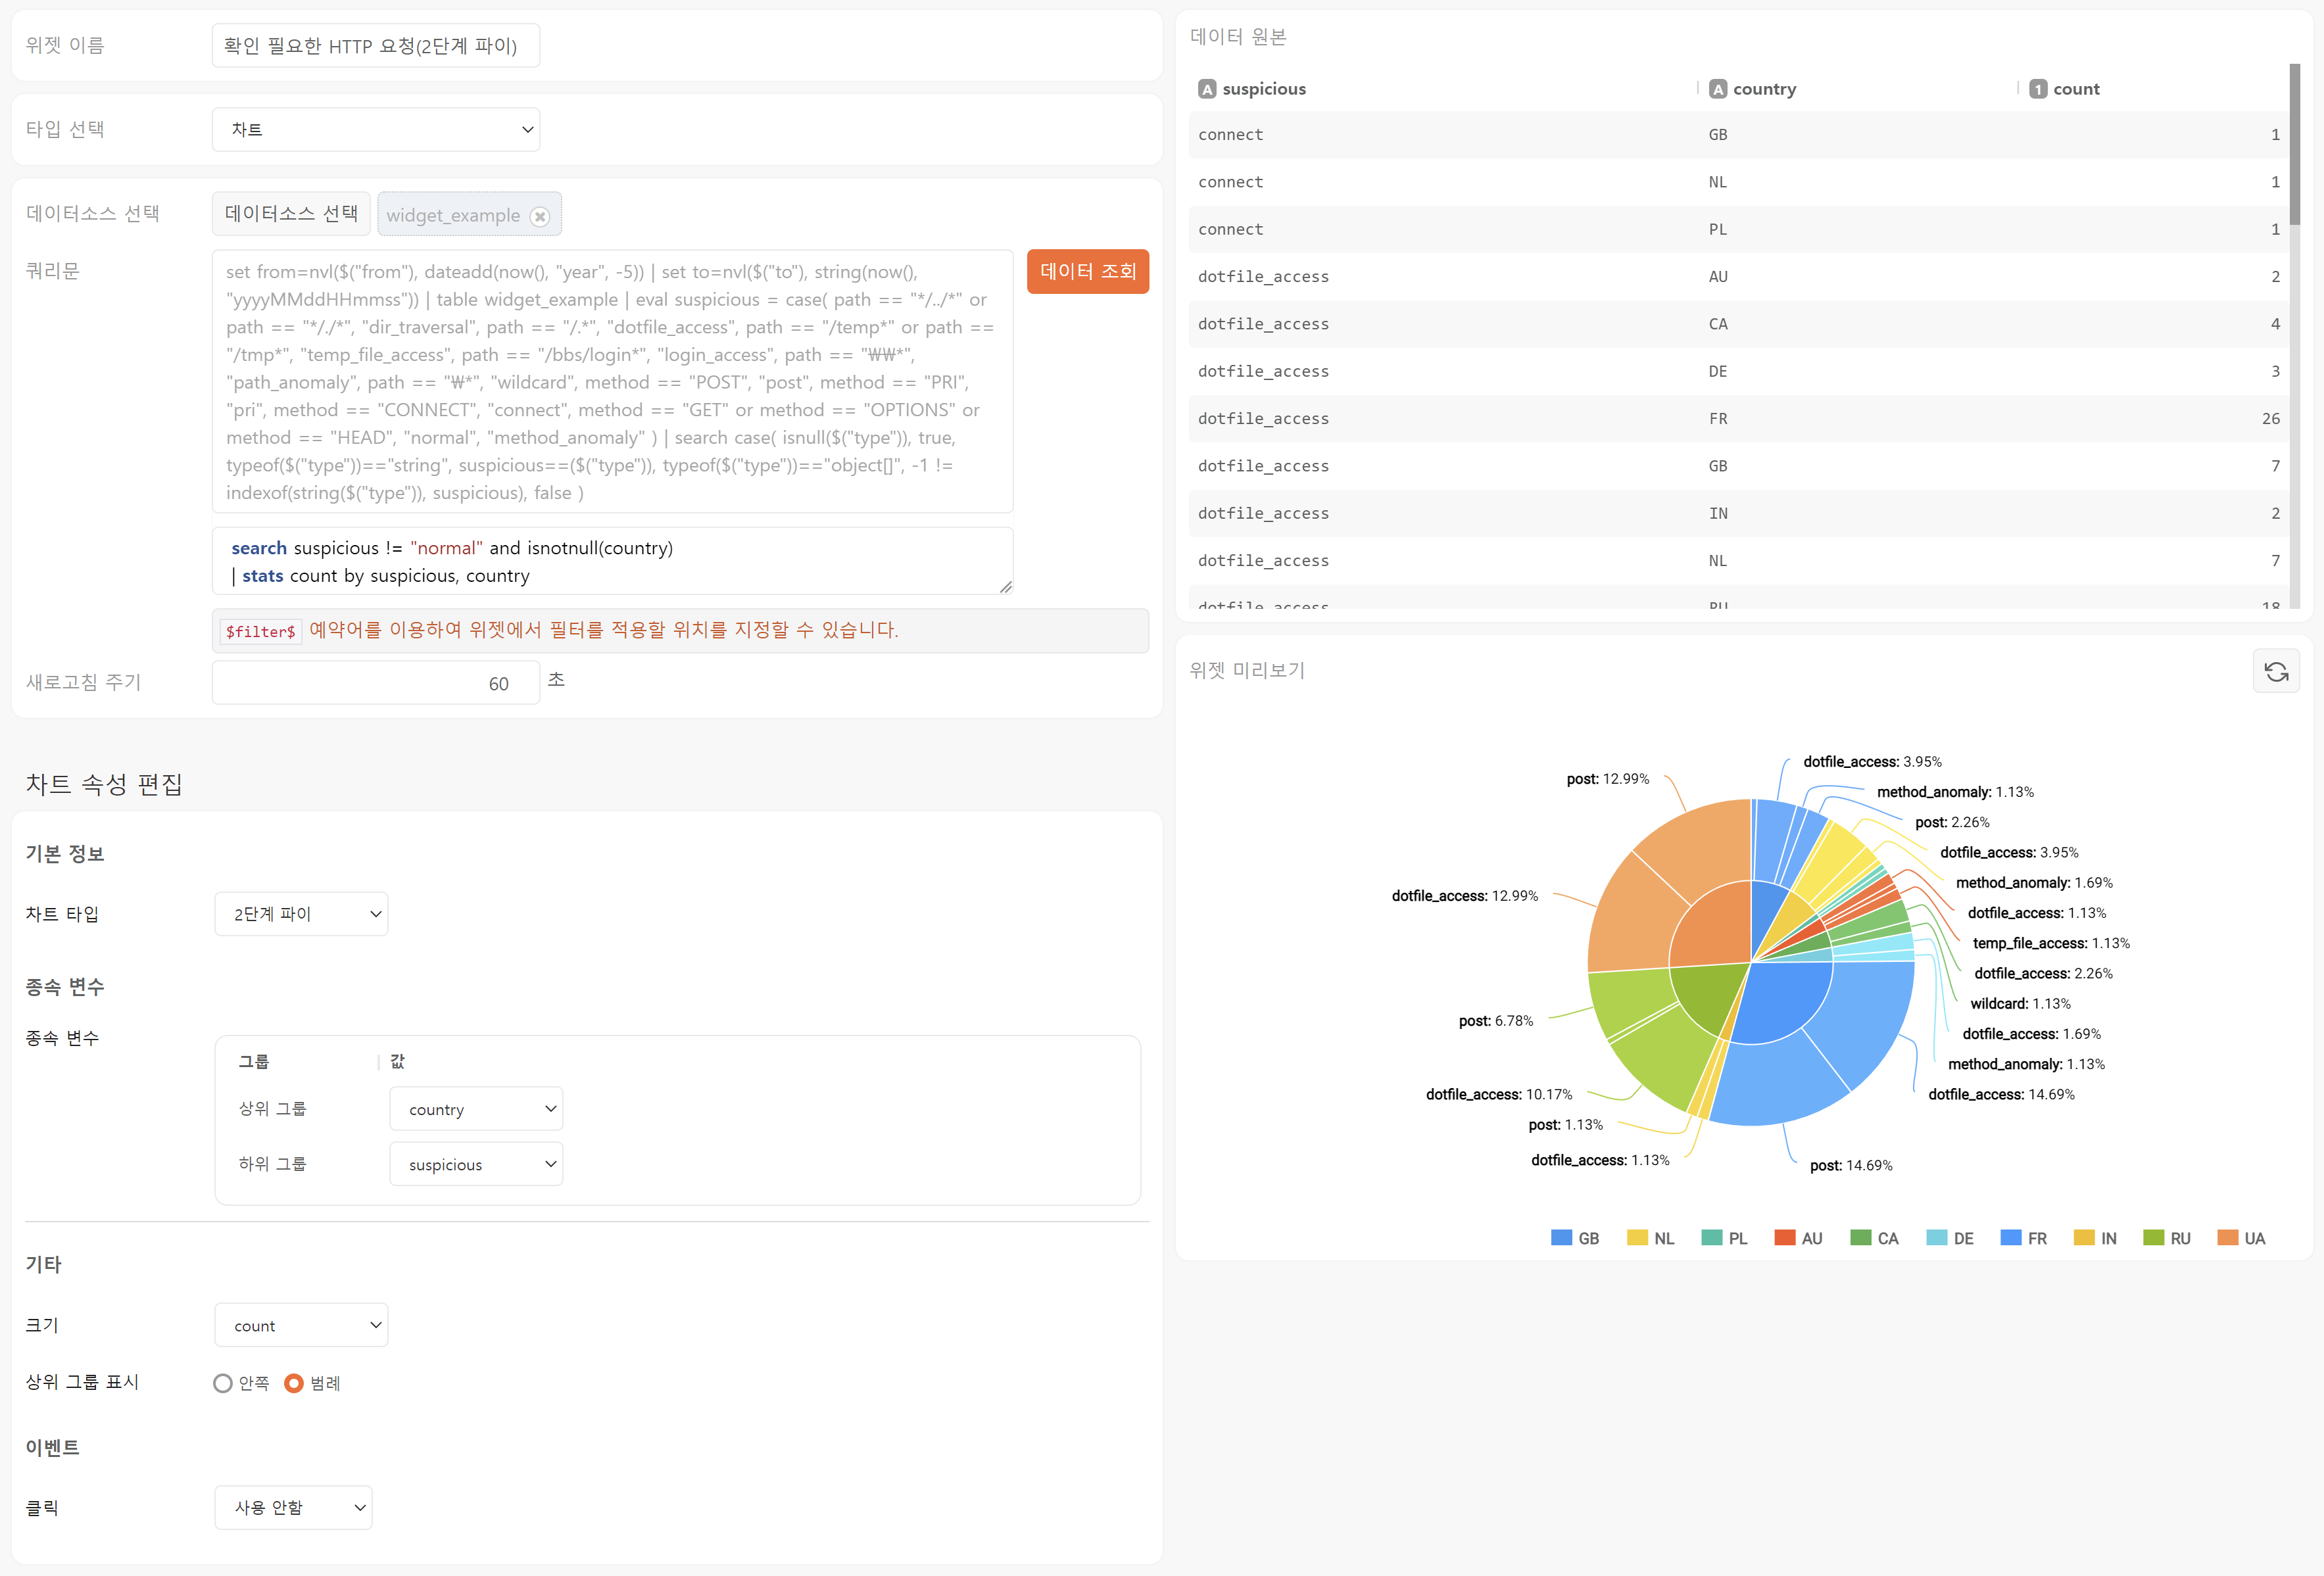 위젯 이름
확인 필요한 HTTP 요청(2단계 파이)
타입 선택
차트
데이터소스 선택
데이터소스 선택
widget_example
쿼리문
set from=nvl($("from"), dateadd(now(), "year", -5)) | set to=nvl($("to"), string(now(),
"yyyyMMddHHmmss")) | table widget_example | eval suspicious = case( path == "*/../*" or
path == "*/./*", "dir_traversal", path == "/.*", "dotfile_access", path == "/temp*" or path ==
"/tmp*", "temp_file_access", path == "/bbs/login*", "login_access", path == "₩₩*",
"path_anomaly", path == "₩*", "wildcard", method == "POST", "post", method == "PRI",
"pri", method == "CONNECT", "connect", method == "GET" or method == "OPTIONS" or
method == "HEAD", "normal", "method_anomaly" ) | search case( isnull($("type")), true,
typeof($("type"))=="string", suspicious==($("type")), typeof($("type"))=="object[]", -1 !=
indexof(string($("type")), suspicious), false )
데이터 조회
search suspicious != "normal" and isnotnull(country)
| stats count by suspicious, country
$filter$ 예약어를 이용하여 위젯에서 필터를 적용할 위치를 지정할 수 있습니다.
새로고침 주기
60 초
차트 속성 편집
기본 정보
차트 타입
2단계 파이
종속 변수
종속 변수
그룹 값
상위 그룹 country
하위 그룹 suspicious
기타
크기
count
상위 그룹 표시
안쪽 범례
이벤트
클릭
사용 안함
데이터 원본
A suspicious A country 1 count
connect GB 1
connect NL 1
connect PL 1
dotfile_access AU 2
dotfile_access CA 4
dotfile_access DE 3
dotfile_access FR 26
dotfile_access GB 7
dotfile_access IN 2
dotfile_access NL 7
dotfile_access RU 18
위젯 미리보기
dotfile_access: 3.95%
post: 12.99%
method_anomaly: 1.13%
post: 2.26%
dotfile_access: 3.95%
method_anomaly: 1.69%
dotfile_access: 12.99%
dotfile_access: 1.13%
temp_file_access: 1.13%
dotfile_access: 2.26%
wildcard: 1.13%
post: 6.78%
dotfile_access: 1.69%
method_anomaly: 1.13%
dotfile_access: 10.17%
dotfile_access: 14.69%
post: 1.13%
dotfile_access: 1.13%
post: 14.69%
GB NL PL AU CA DE FR IN RU UA